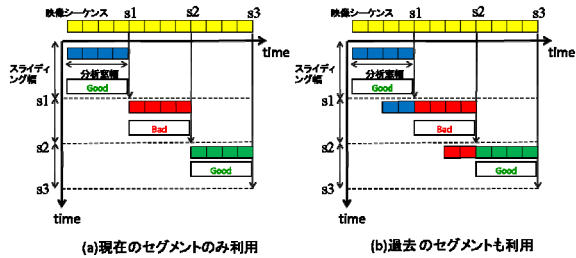 映像シーケンス s1 s2 s3
time
スライディング幅
分析窓幅
Good
s1
Bad
s2
Good
s3
time
(a)現在のセグメントのみ利用
映像シーケンス s1 s2 s3
time
スライディング幅
分析窓幅
Good
s1
Bad
s2
Good
s3
time
(b)過去のセグメントも利用